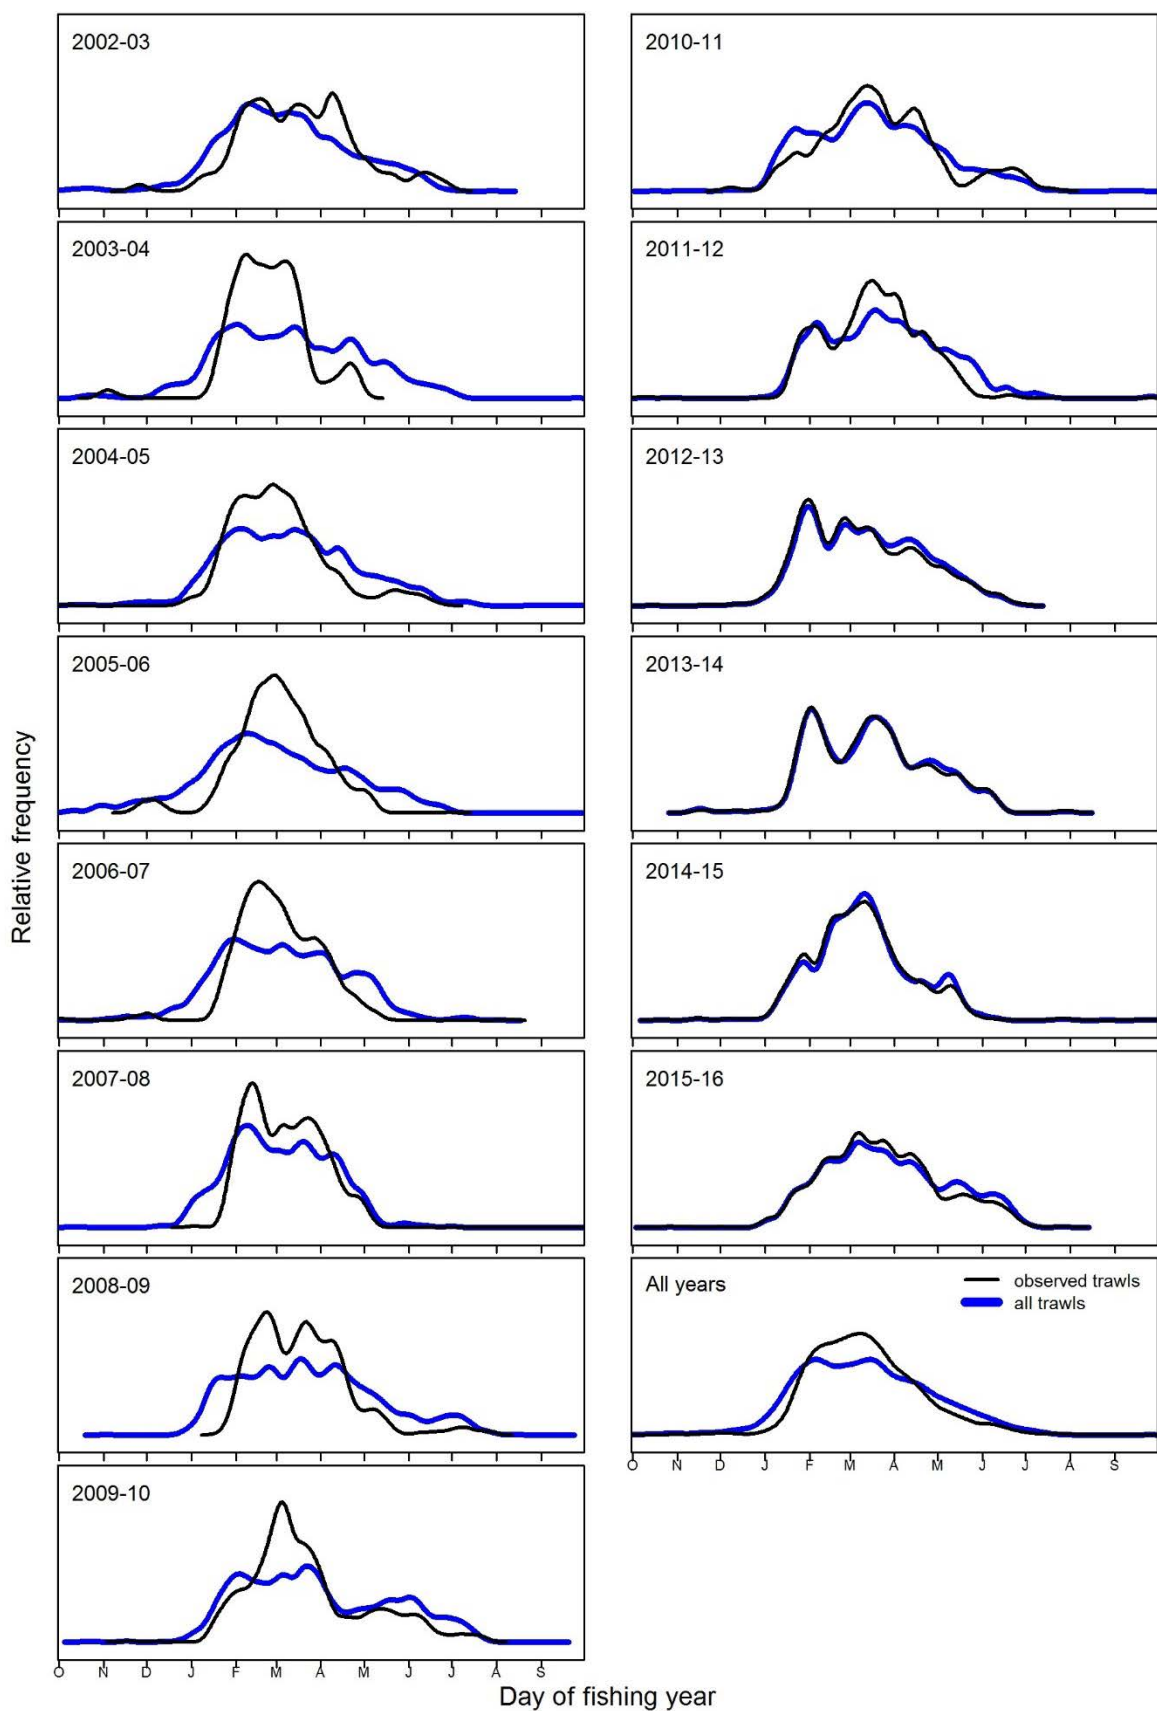 2002-03
2003-04
2004-05
2005-06
2006-07
2007-08
2008-09
2009-10
O N D J F M A M J J A S
2010-11
2011-12
2012-13
2013-14
2014-15
2015-16
All years
observed trawls
all trawls
O N D J F M A M J J A S
Relative frequency
Day of fishing year